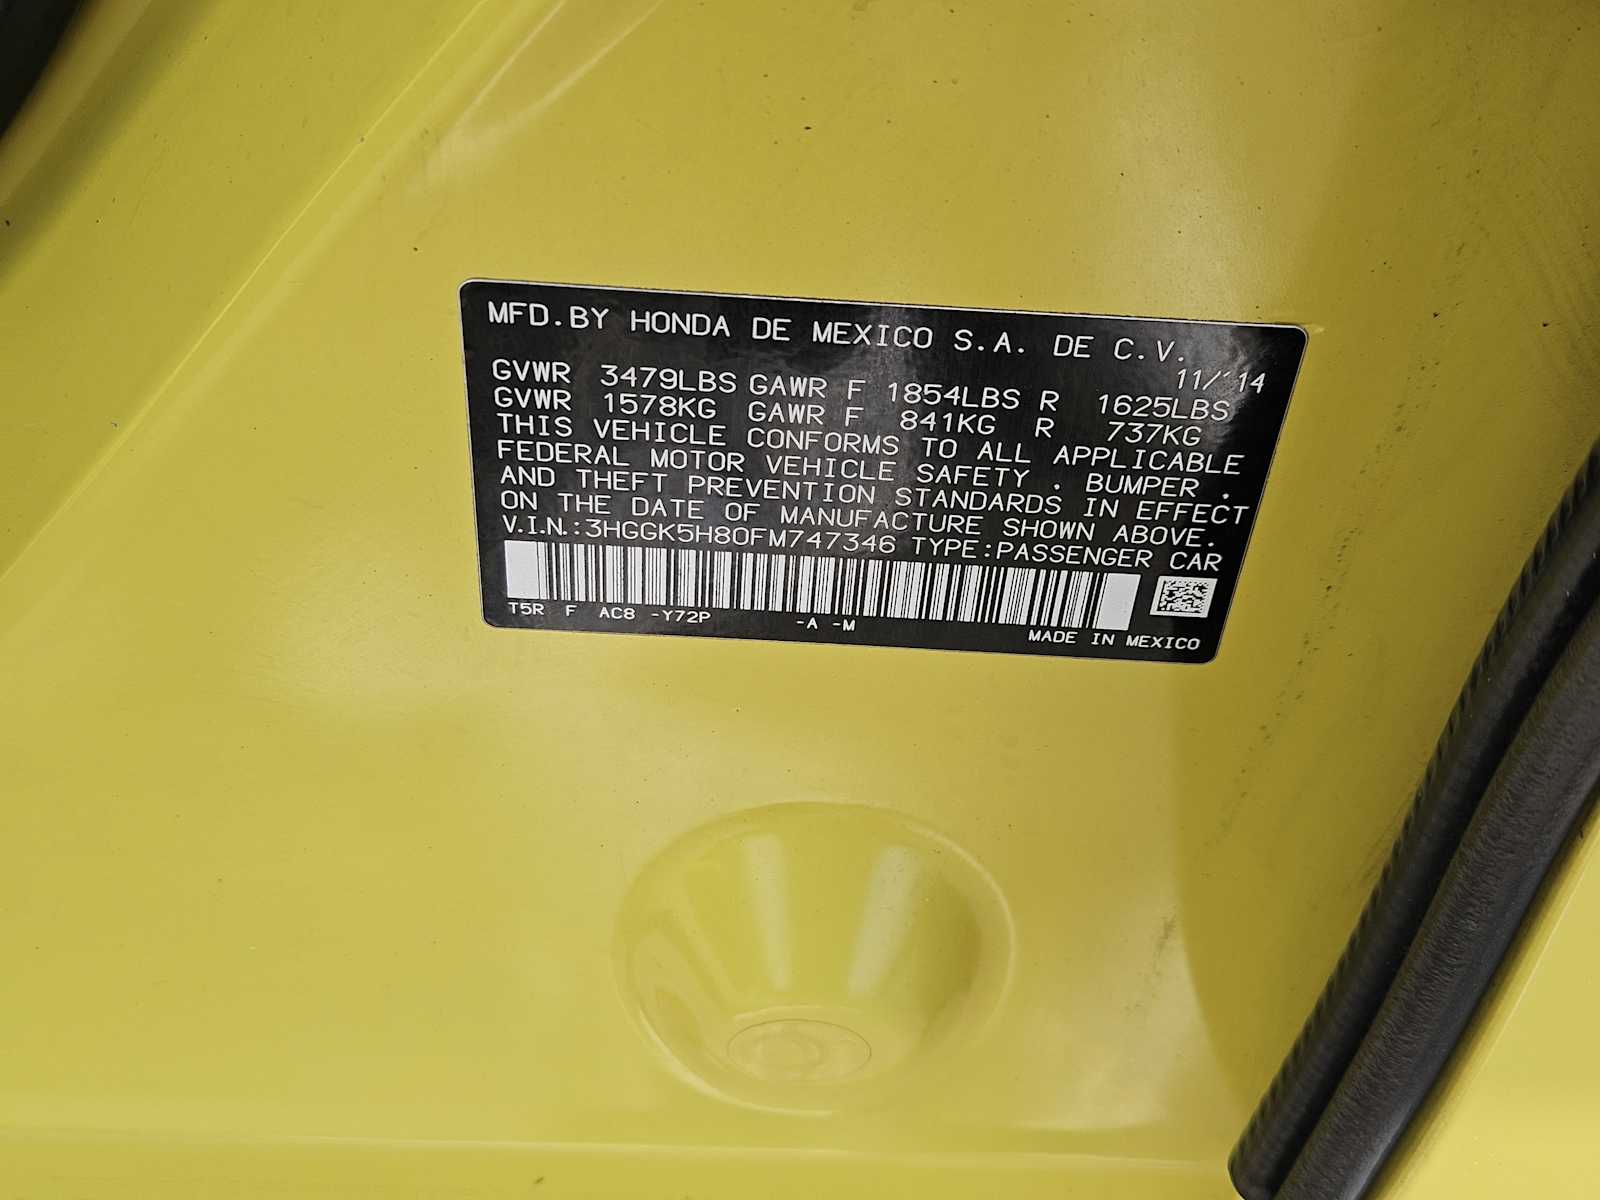 MFD.BY HONDA DE MEXICO S.A. DE C.V.
11/'14
GVWR 3479LBS GAWR F 1854LBS R 1625LBS
GVWR 1578KG GAWR F 841KG R 737KG
THIS VEHICLE CONFORMS TO ALL APPLICABLE
FEDERAL MOTOR VEHICLE SAFETY . BUMPER .
AND THEFT PREVENTION STANDARDS IN EFFECT
ON THE DATE OF MANUFACTURE SHOWN ABOVE.
V.I.N.:3HGGK5H80FM747346 TYPE:PASSENGER CAR
T5R F AC8 -Y72P -A -M
MADE IN MEXICO